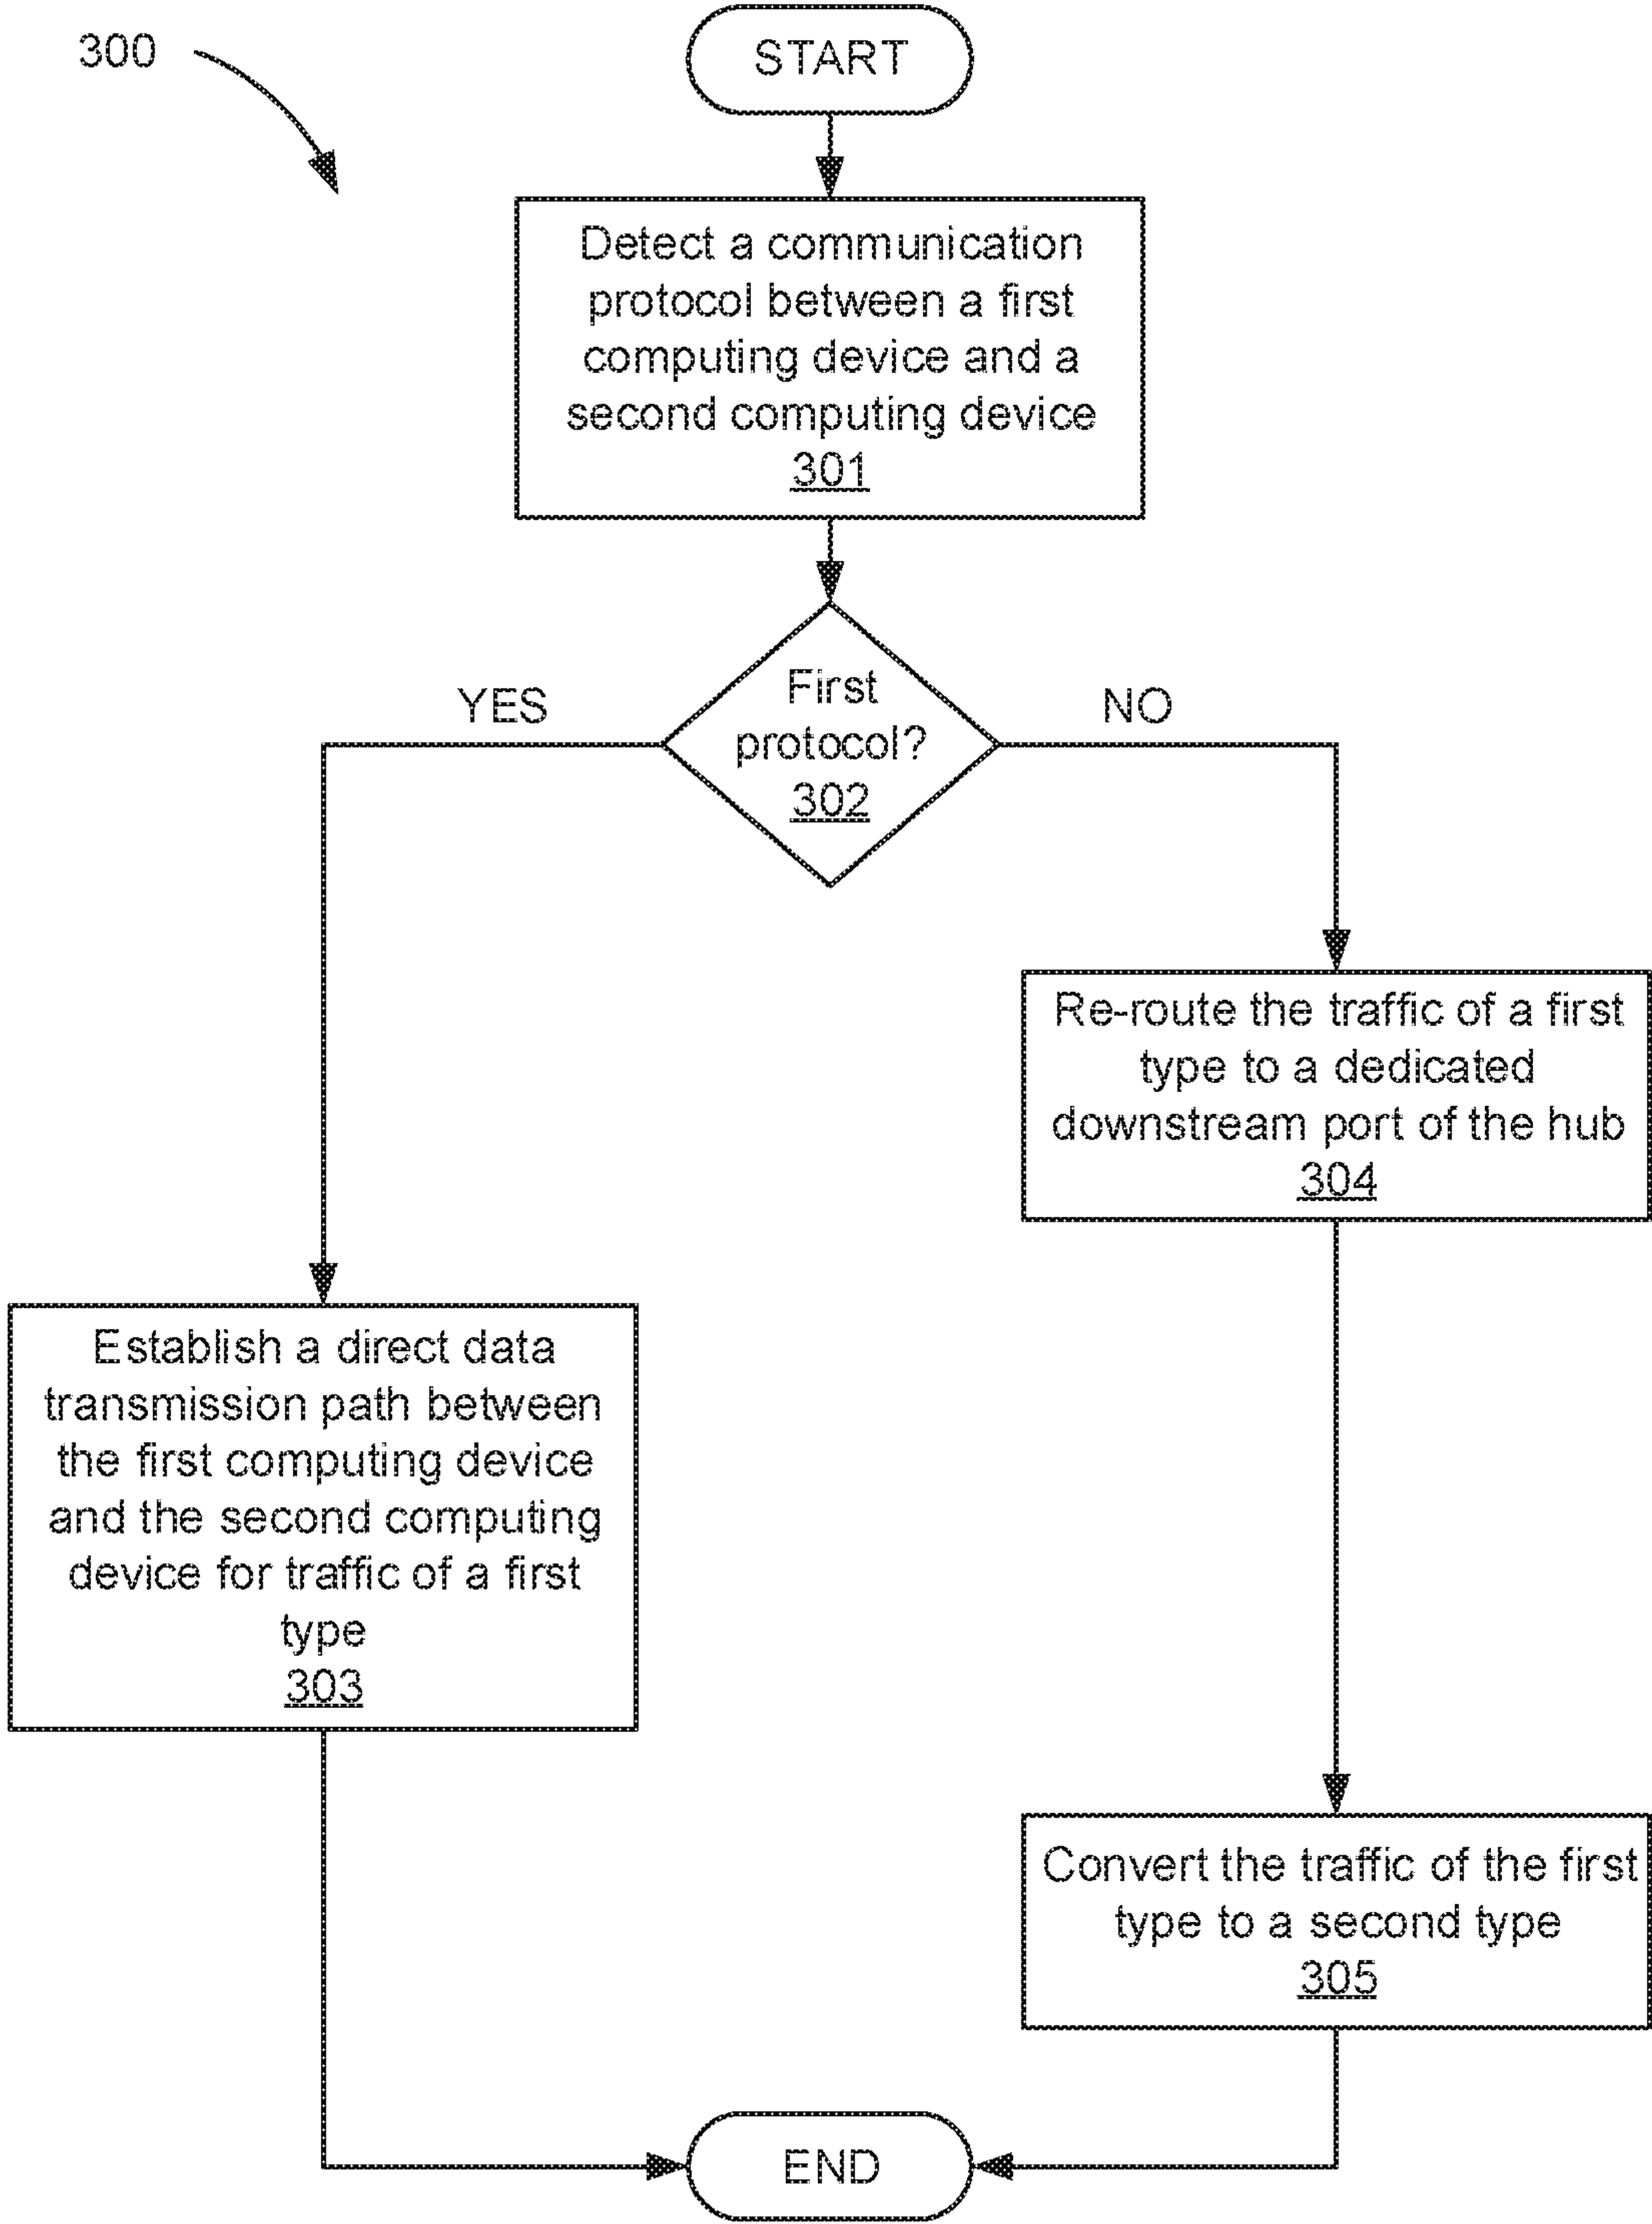 300
START
Detect a communication
protocol between a first
computing device and a
second computing device
301
First
protocol?
302
YES
NO
Re-route the traffic of a first
type to a dedicated
downstream port of the hub
304
Establish a direct data
transmission path between
the first computing device
and the second computing
device for traffic of a first
type
303
Convert the traffic of the first
type to a second type
305
END